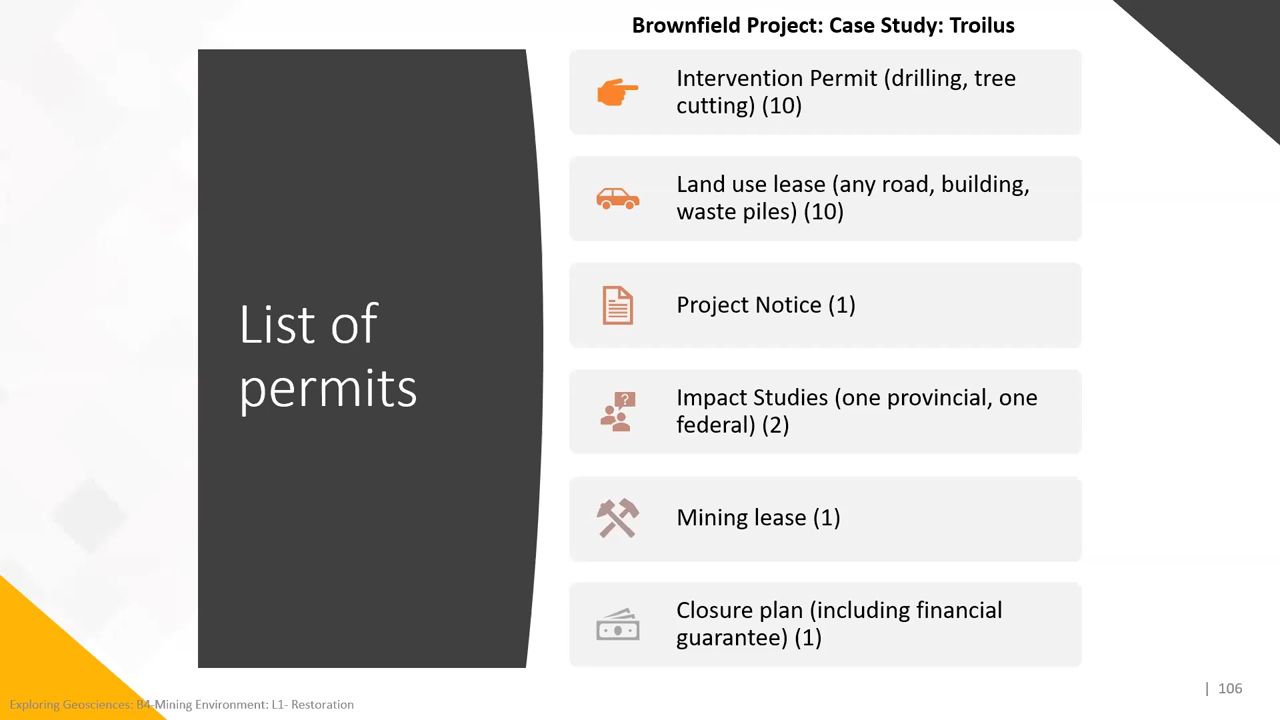 Brownfield Project: Case Study: Troilus
List of
permits
Intervention Permit (drilling, tree
cutting) (10)
Land use lease (any road, building,
waste piles) (10)
Project Notice (1)
?
Impact Studies (one provincial, one
federal) (2)
Mining lease (1)
Closure plan (including financial
guarantee) (1)
Exploring Geosciences: B4-Mining Environment: L1- Restoration
| 106